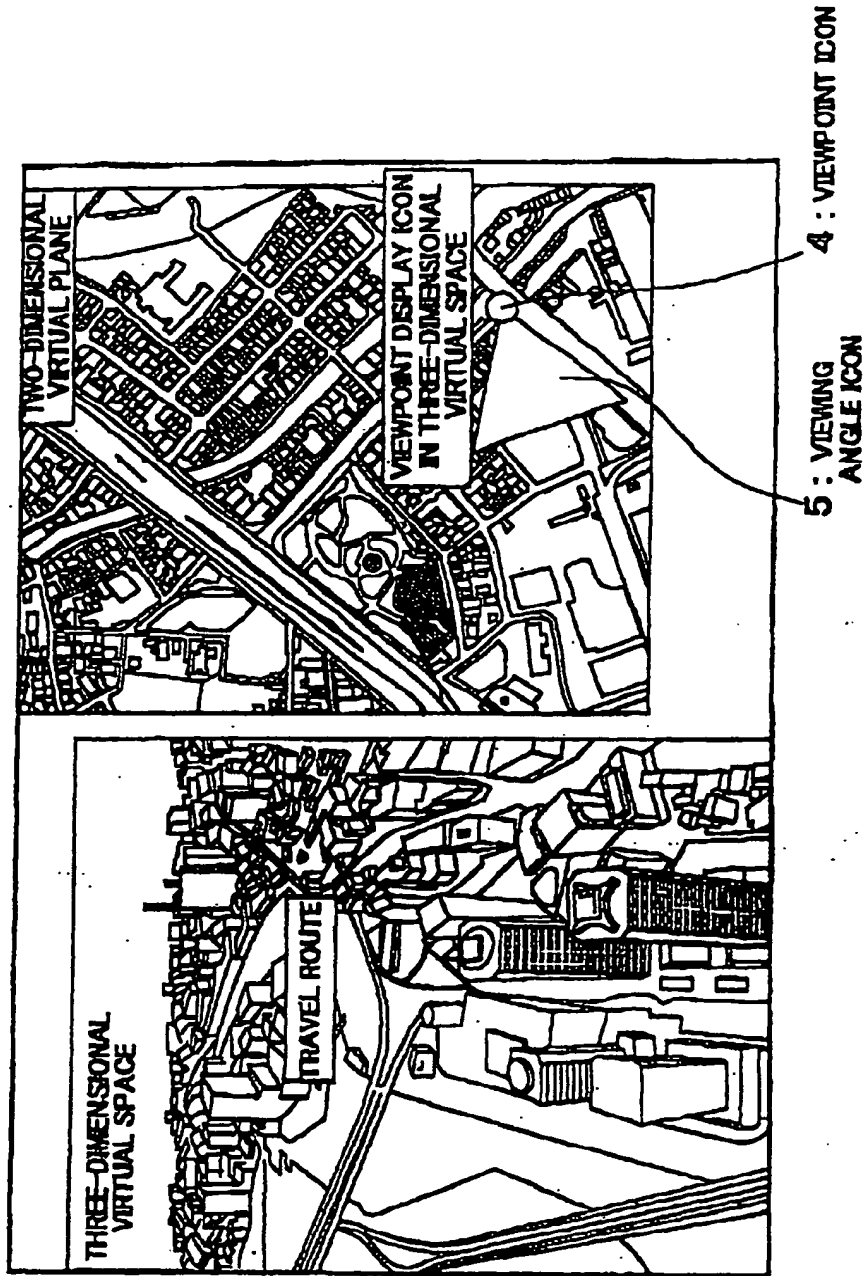 THREE-DIMENSIONAL
VIRTUAL SPACE
TRAVEL ROUTE
TWO-DIMENSIONAL
VIRTUAL PLANE
VIEWPOINT DISPLAY ICON
IN THREE-DIMENSIONAL
VIRTUAL SPACE
5 : VIEWING
ANGLE ICON
4 : VIEWPOINT ICON